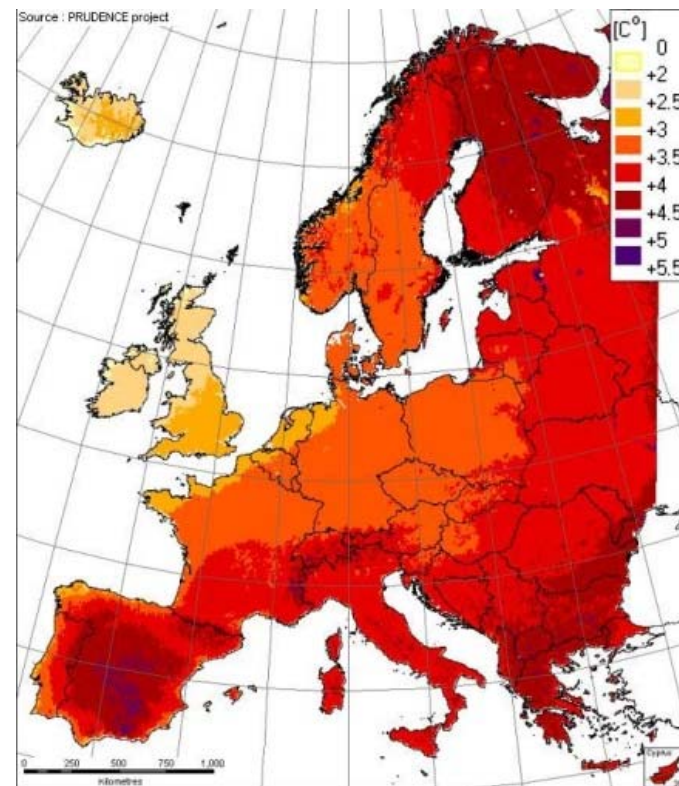 Source : PRUDENCE project
[C°]
0
+2
+2.5
+3
+3.5
+4
+4.5
+5
+5.5
0 250 500 750 1,000
Kilometres
Cyprus